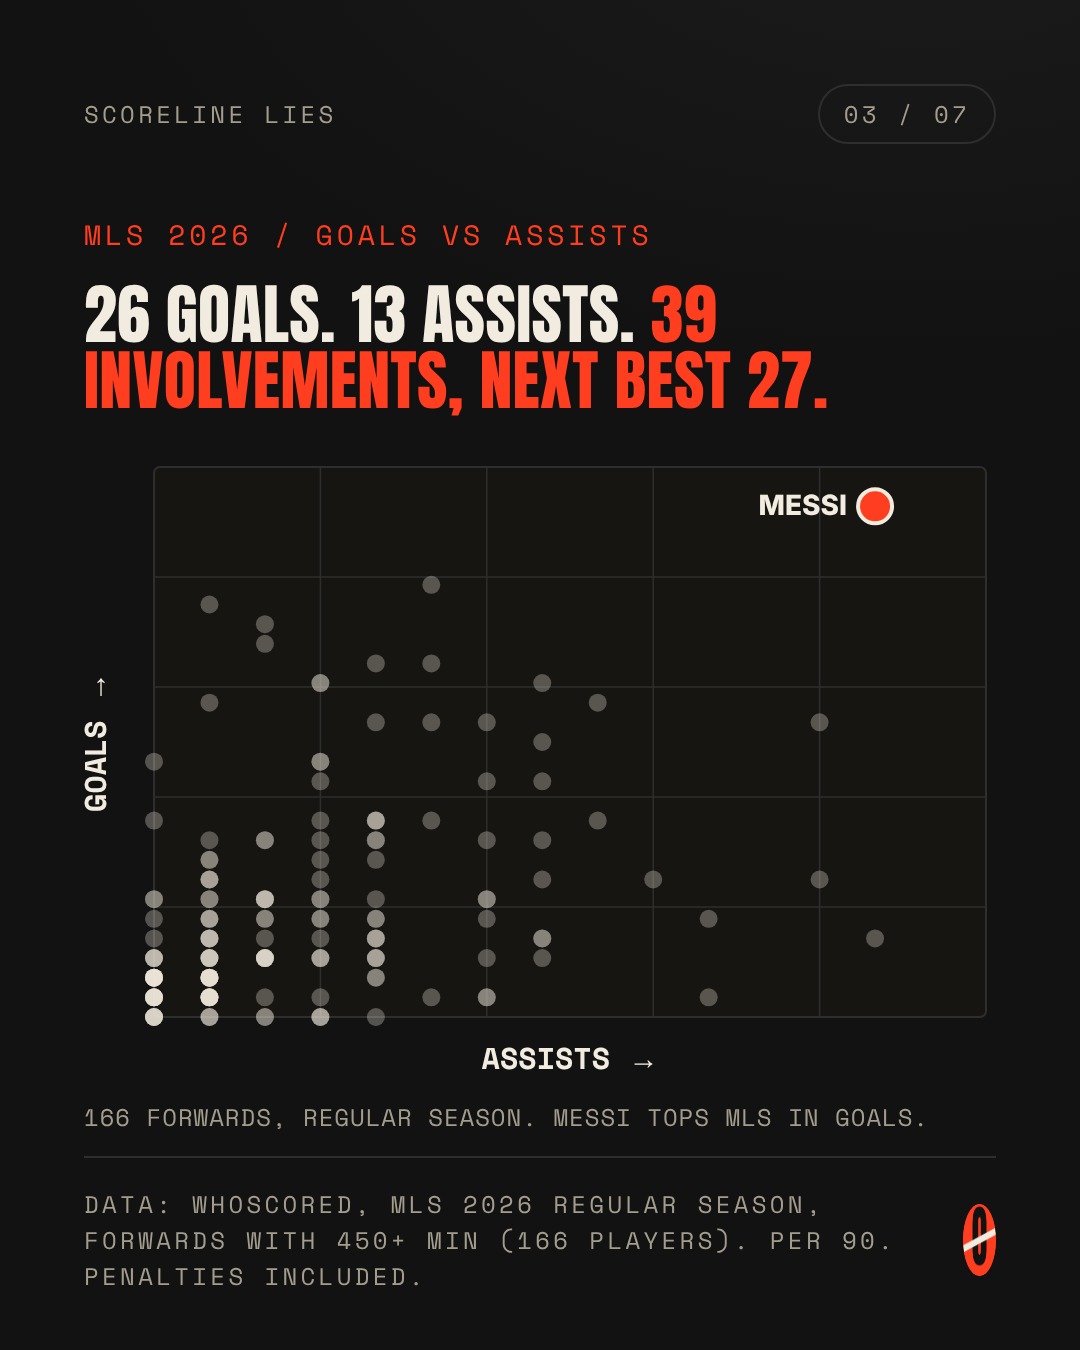 SCORELINE LIES
03 / 07
MLS 2026 / GOALS VS ASSISTS
26 GOALS. 13 ASSISTS. 39
INVOLVEMENTS, NEXT BEST 27.
MESSI
GOALS →
ASSISTS →
166 FORWARDS, REGULAR SEASON. MESSI TOPS MLS IN GOALS.
DATA: WHOSCORED, MLS 2026 REGULAR SEASON,
FORWARDS WITH 450+ MIN (166 PLAYERS). PER 90.
PENALTIES INCLUDED.
0